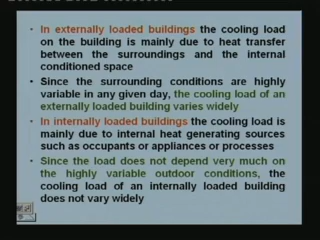 • In externally loaded buildings the cooling load
on the building is mainly due to heat transfer
between the surroundings and the internal
conditioned space
• Since the surrounding conditions are highly
variable in any given day, the cooling load of an
externally loaded building varies widely
• In internally loaded buildings the cooling load is
mainly due to internal heat generating sources
such as occupants or appliances or processes
• Since the load does not depend very much on
the highly variable outdoor conditions, the
cooling load of an internally loaded building
does not vary widely